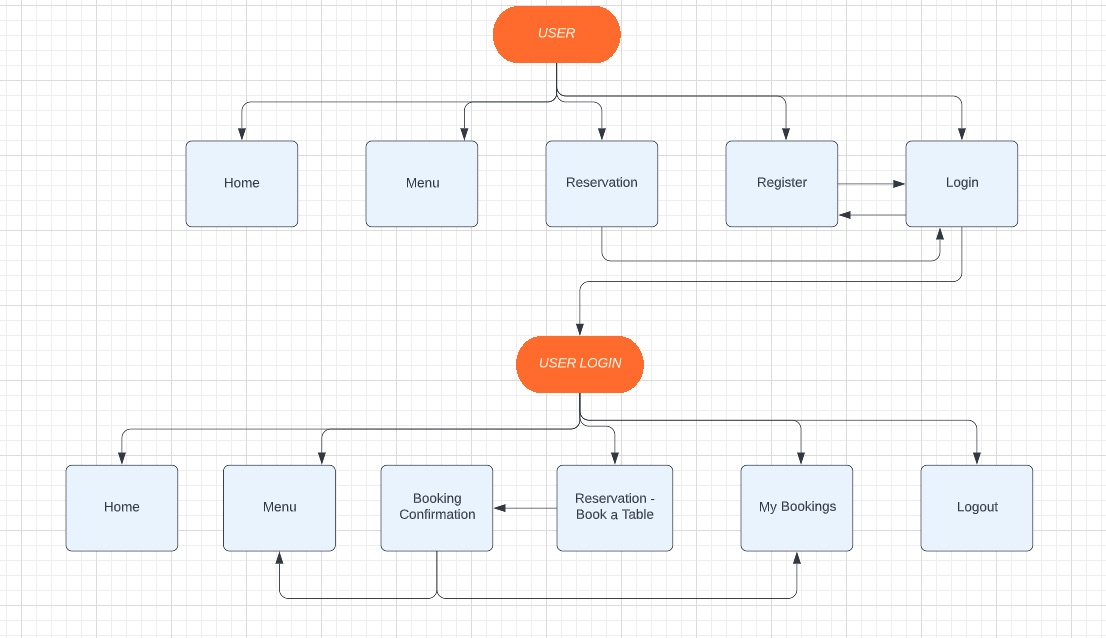 USER
Home
Menu
Reservation
Register
Login
USER LOGIN
Home
Menu
Booking
Confirmation
Reservation -
Book a Table
My Bookings
Logout